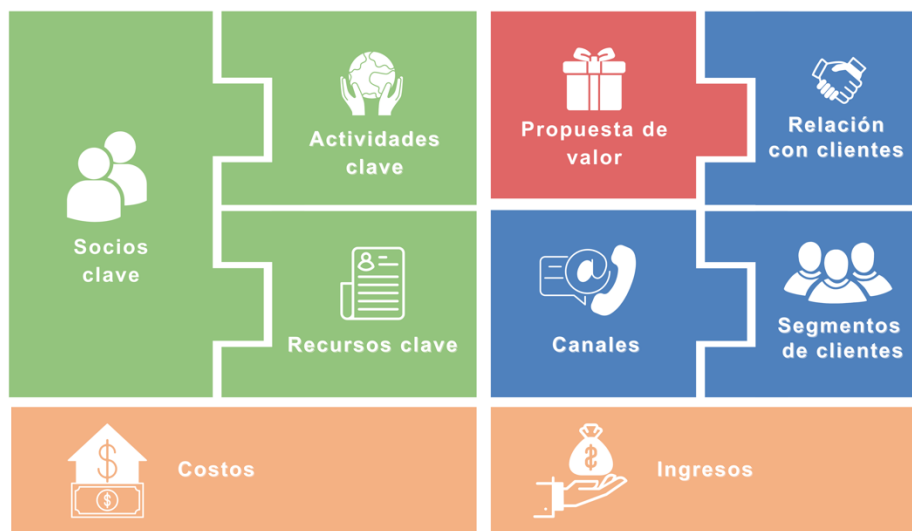 Socios
clave
Actividades
clave
Recursos clave
Propuesta de
valor
Relación
con clientes
Canales
Segmentos
de clientes
Costos
Ingresos